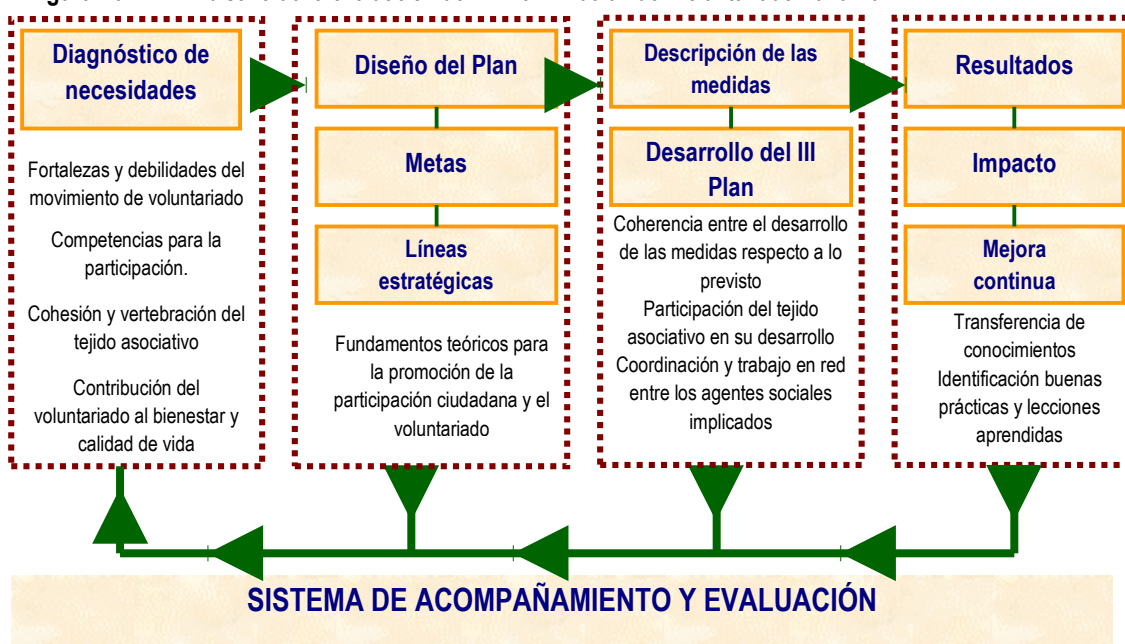 Diagnóstico de
necesidades
Fortalezas y debilidades del
movimiento de voluntariado
Competencias para la
participación.
Cohesión y vertebración del
tejido asociativo
Contribución del
voluntariado al bienestar y
calidad de vida
Diseño del Plan
Metas
Líneas
estratégicas
Fundamentos teóricos para
la promoción de la
participación ciudadana y el
voluntariado
Descripción de las
medidas
Desarrollo del III
Plan
Coherencia entre el desarrollo
de las medidas respecto a lo
previsto
Participación del tejido
asociativo en su desarrollo
Coordinación y trabajo en red
entre los agentes sociales
implicados
Resultados
Impacto
Mejora
continua
Transferencia de
conocimientos
Identificación buenas
prácticas y lecciones
aprendidas
SISTEMA DE ACOMPAÑAMIENTO Y EVALUACIÓN